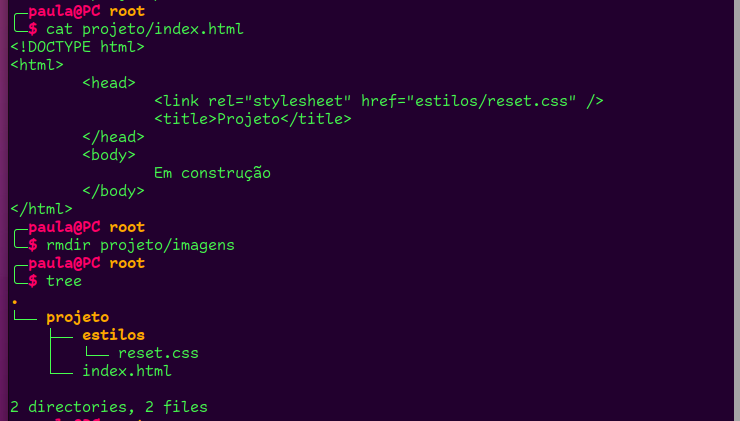 paula@PC root
$ cat projeto/index.html
<!DOCTYPE html>
<html>
<head>
<link rel="stylesheet" href="estilos/reset.css" />
<title>Projeto</title>
</head>
<body>
Em construção
</body>
</html>
paula@PC root
$ rmdir projeto/imagens
paula@PC root
$ tree
.
└── projeto
├── estilos
│   └── reset.css
└── index.html
2 directories, 2 files